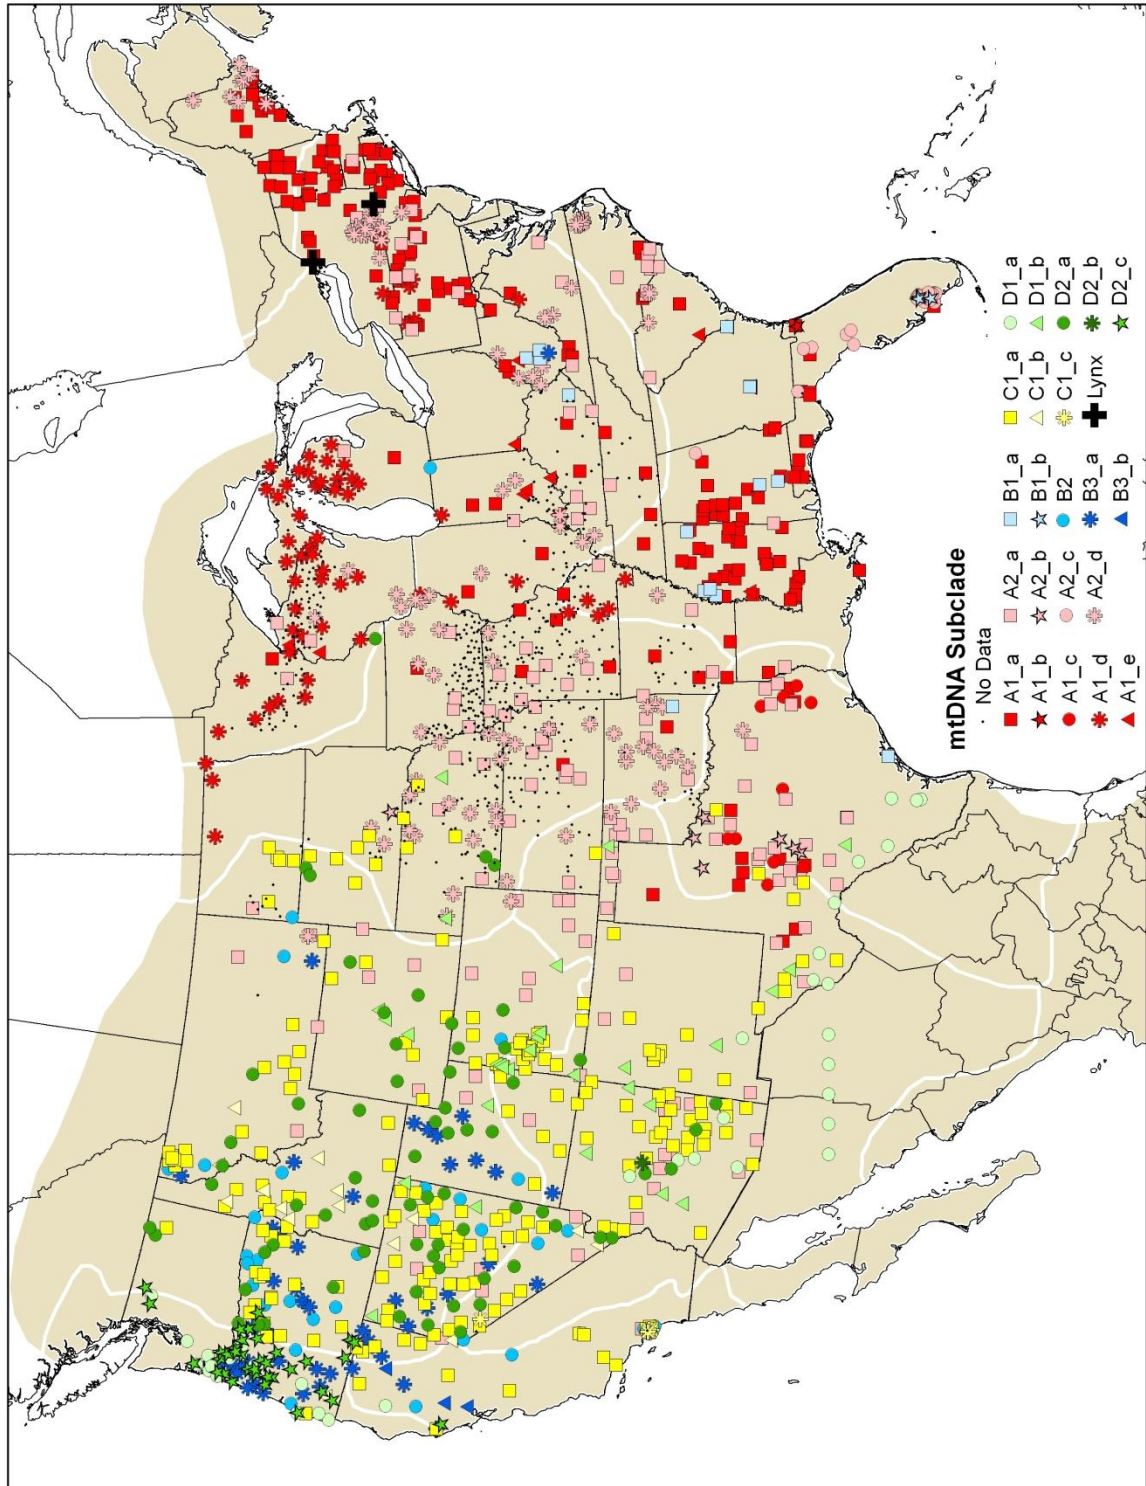 mtDNA Subclade
· No Data
A1_a A2_a B1_a C1_a D1_a
A1_b A2_b B1_b C1_b D1_b
A1_c A2_c B2 C1_c D2_a
A1_d A2_d B3_a Lynx D2_b
A1_e B3_b D2_c